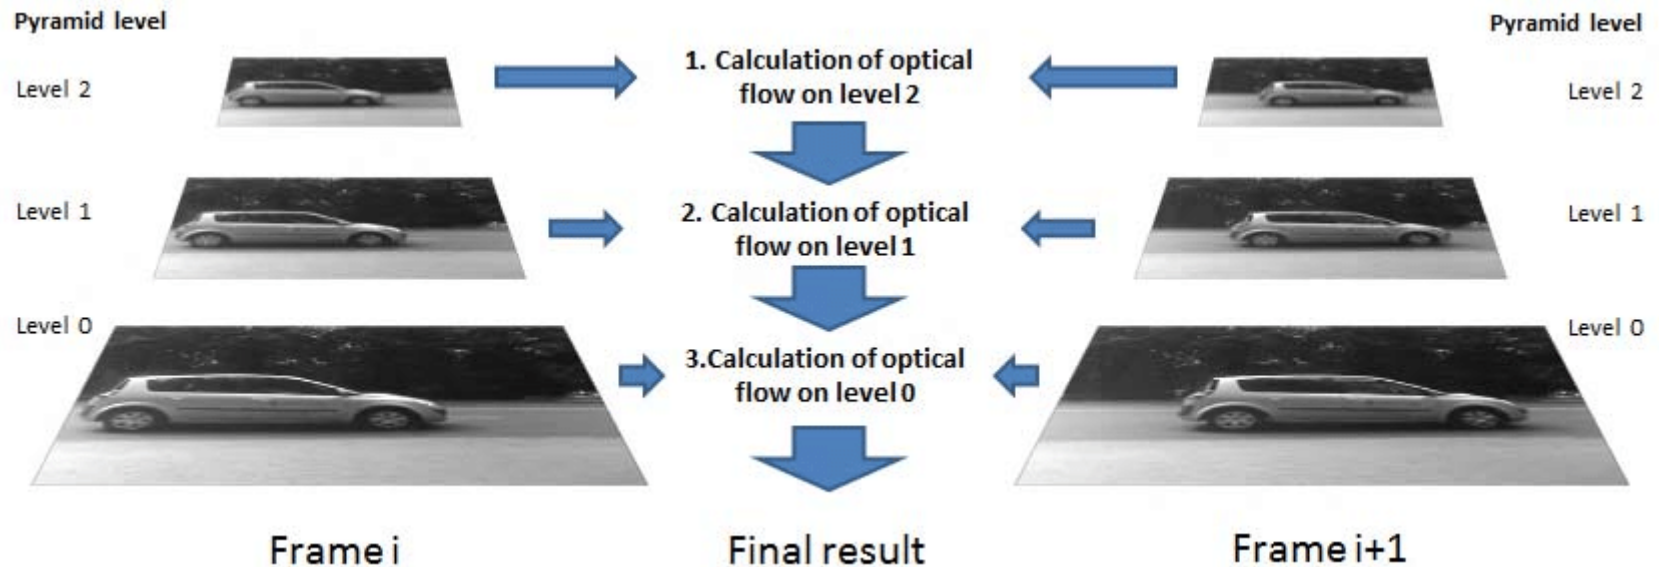 Pyramid level
Pyramid level
Level 2
1. Calculation of optical
flow on level 2
Level 2
Level 1
2. Calculation of optical
flow on level 1
Level 1
Level 0
3.Calculation of optical
flow on level 0
Level 0
Frame i
Final result
Frame i+1